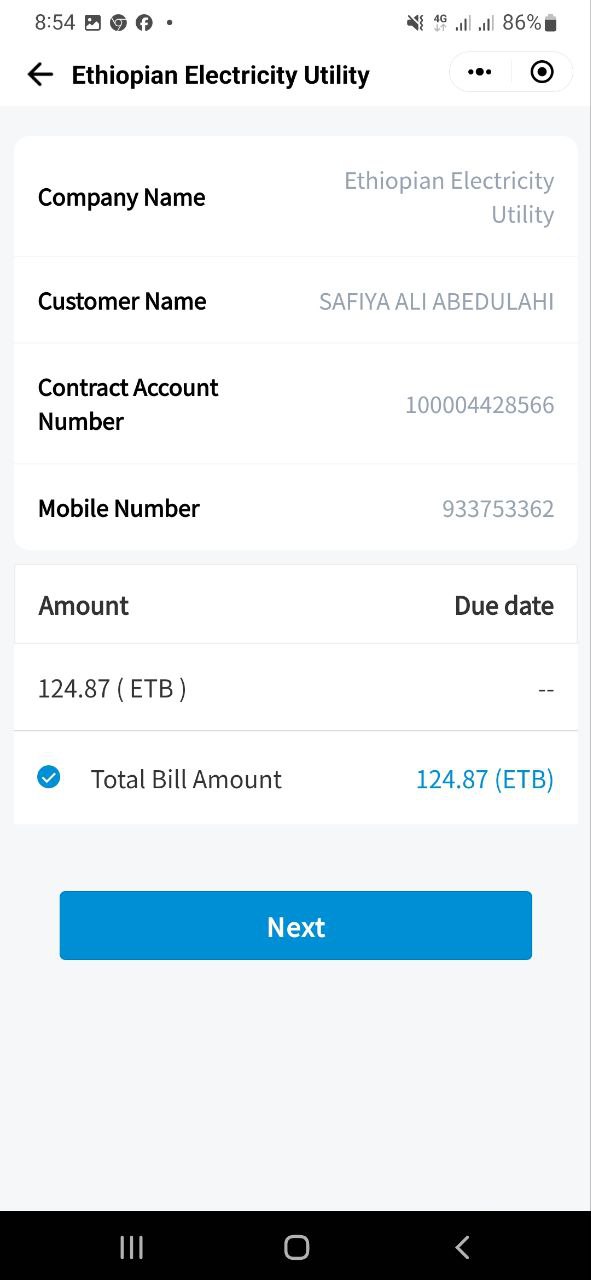 8:54
4G
86%
Ethiopian Electricity Utility
Company Name
Ethiopian Electricity
Utility
Customer Name
SAFIYA ALI ABEDULAHI
Contract Account
Number
100004428566
Mobile Number
933753362
Amount
Due date
124.87 ( ETB )
--
Total Bill Amount
124.87 (ETB)
Next